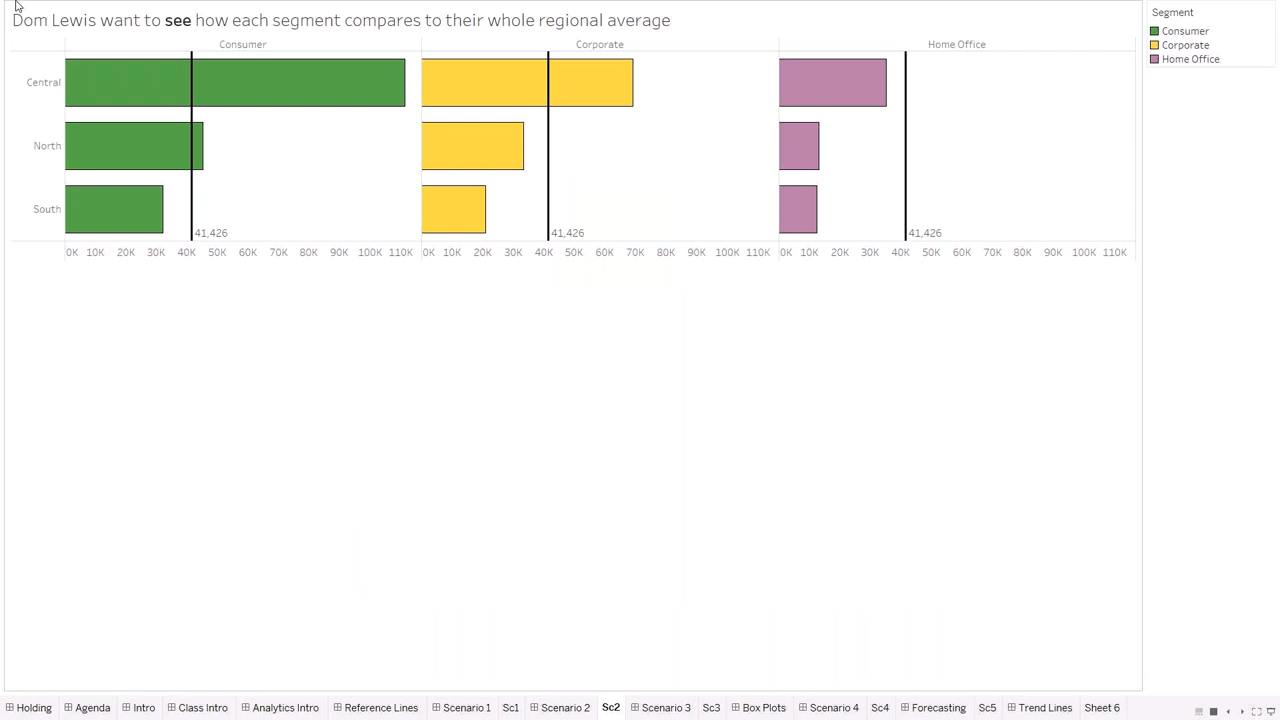 Dom Lewis want to see how each segment compares to their whole regional average
Segment
Consumer
Corporate
Home Office
Consumer Corporate Home Office
Central
North
South
41,426 41,426 41,426
0K 10K 20K 30K 40K 50K 60K 70K 80K 90K 100K 110K 0K 10K 20K 30K 40K 50K 60K 70K 80K 90K 100K 110K 0K 10K 20K 30K 40K 50K 60K 70K 80K 90K 100K 110K
Holding Agenda Intro Class Intro Analytics Intro Reference Lines Scenario 1 Sc1 Scenario 2 Sc2 Scenario 3 Sc3 Box Plots Scenario 4 Sc4 Forecasting Sc5 Trend Lines Sheet 6